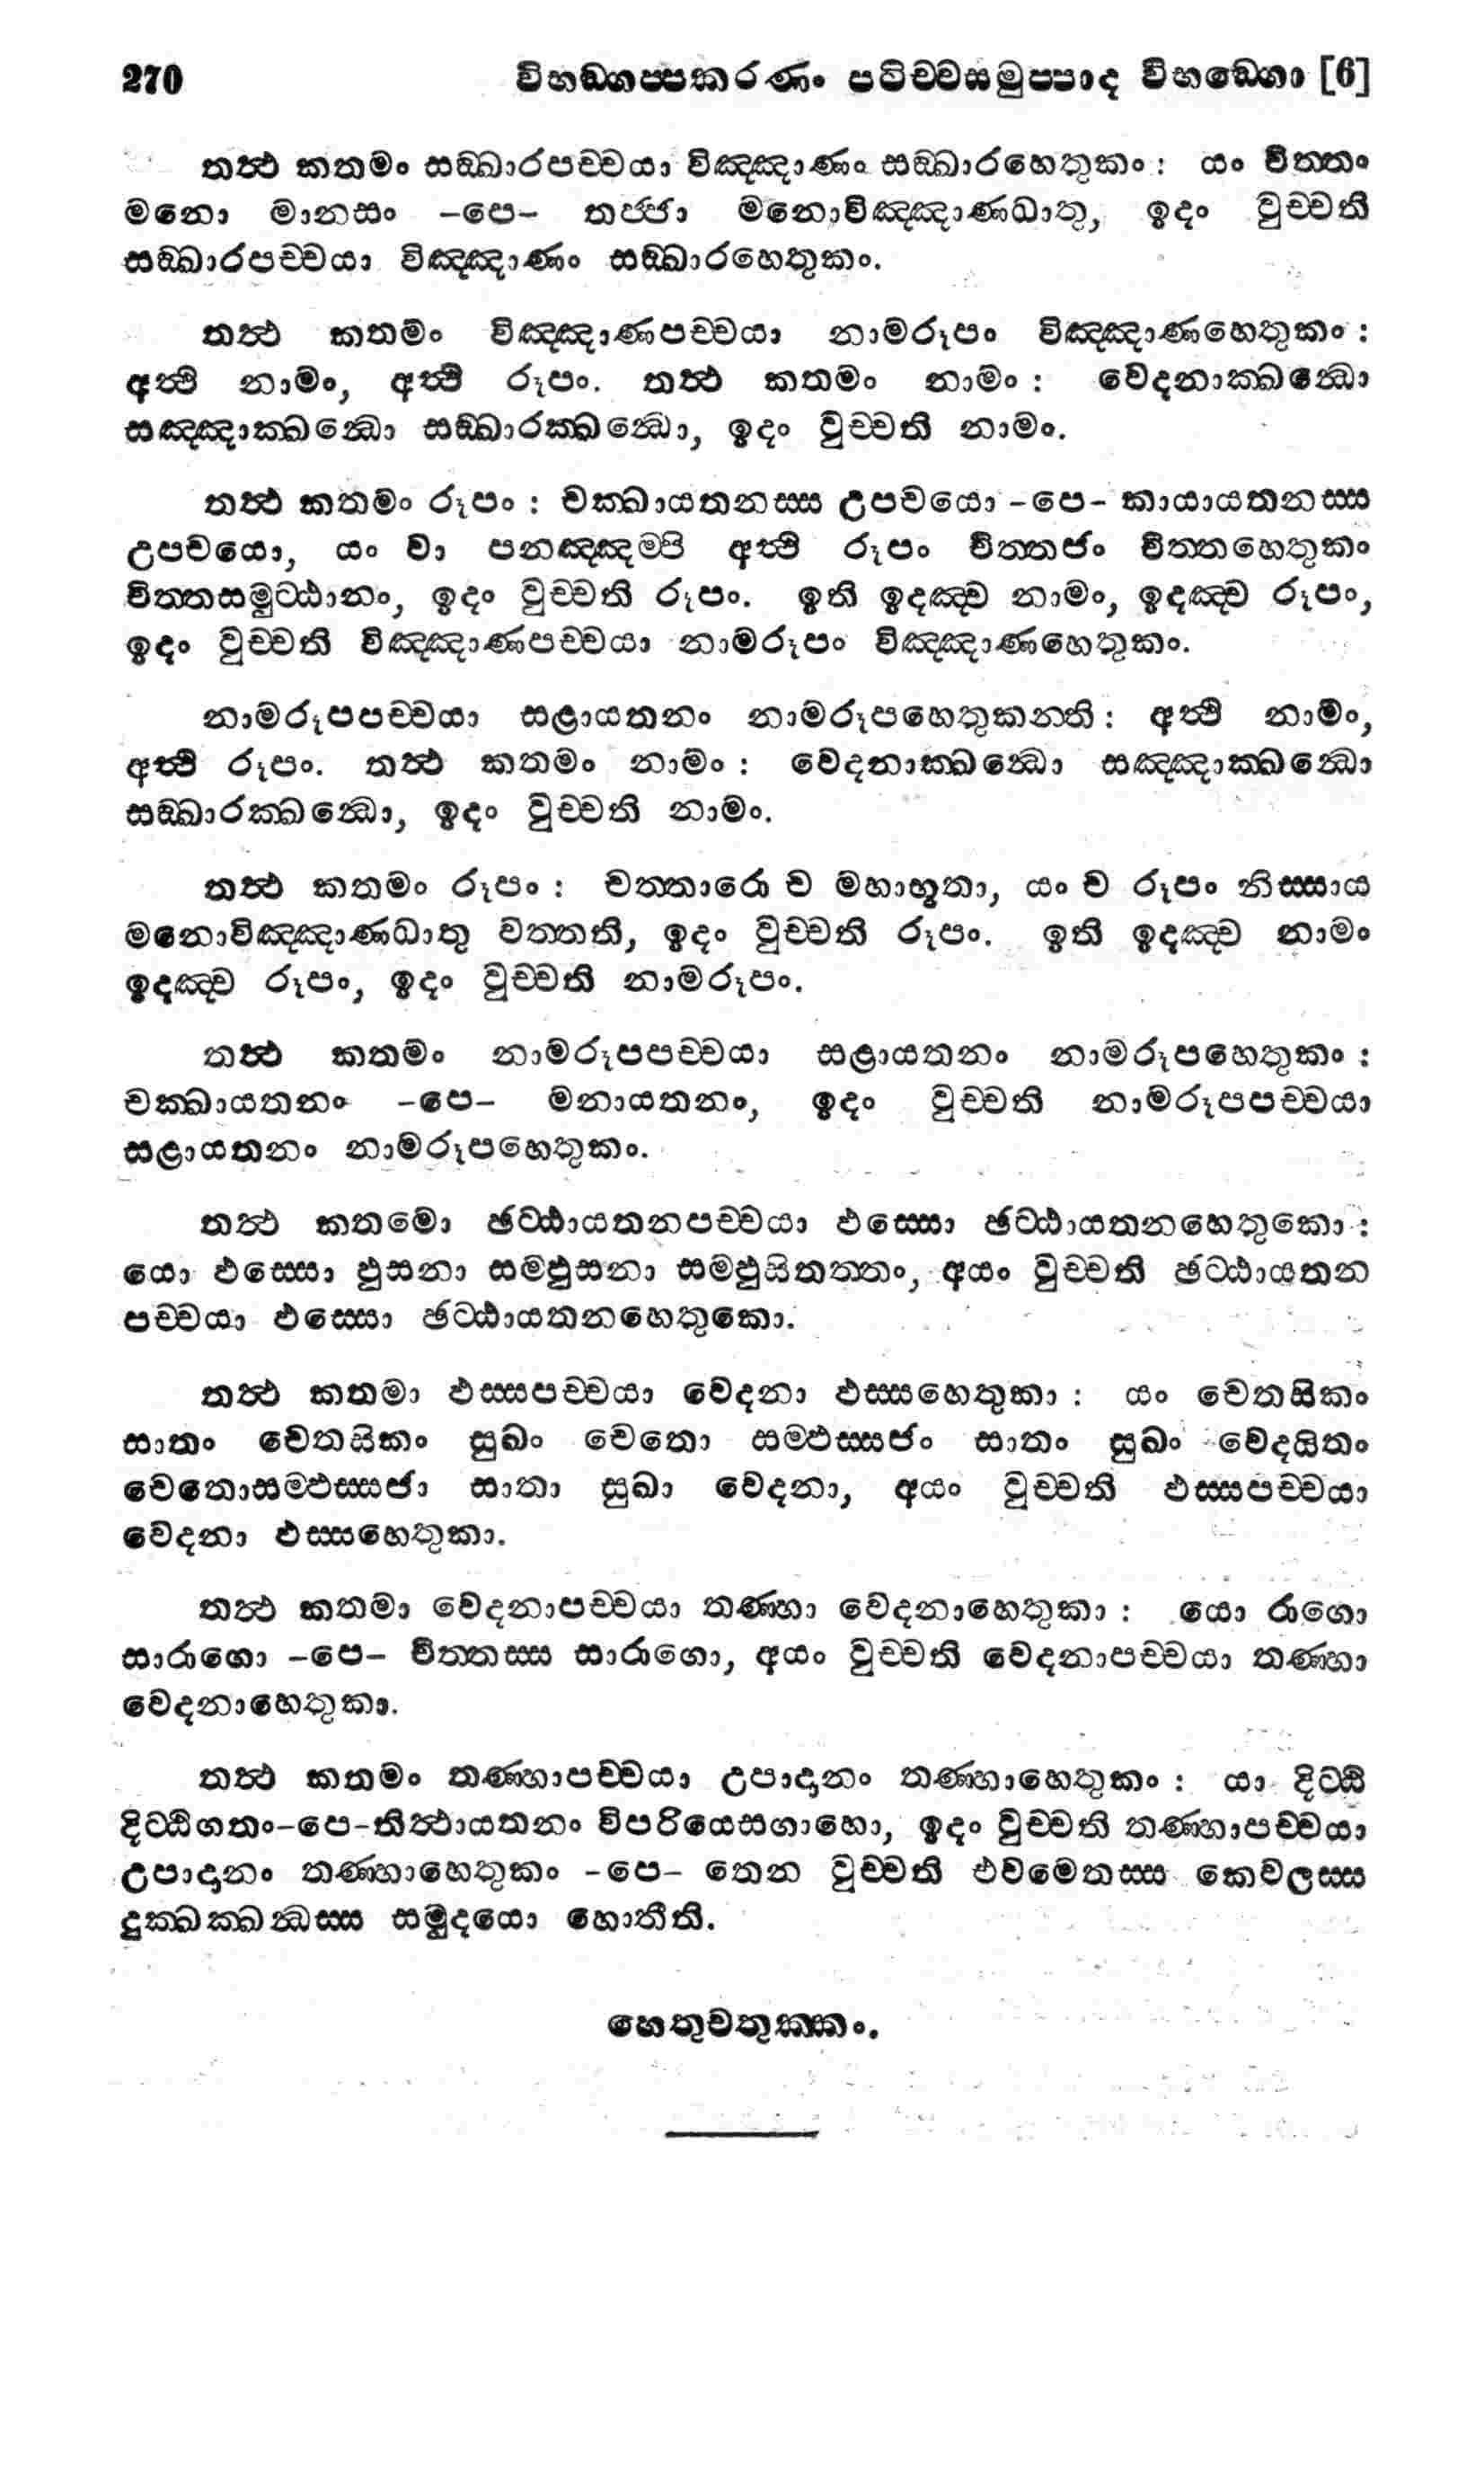 270 විභඞ්ගප්පකරණං පටිච්චසමුප්පාද විභඞ්ගො [6]
තත්ථ කතමං සඞ්ඛාරපච්චයා විඤ්ඤාණං සඞ්ඛාරහෙතුකං: යං චිත්තං
මනො මානසං -පෙ- තජ්ජා මනොවිඤ්ඤාණධාතු, ඉදං වුච්චති
සඞ්ඛාරපච්චයා විඤ්ඤාණං සඞ්ඛාරහෙතුකං.
තත්ථ කතමං විඤ්ඤාණපච්චයා නාමරූපං විඤ්ඤාණහෙතුකං:
අත්ථි නාමං, අත්ථි රූපං. තත්ථ කතමං නාමං: වෙදනාක්ඛන්ධො
සඤ්ඤාක්ඛන්ධො සඞ්ඛාරක්ඛන්ධො, ඉදං වුච්චති නාමං.
තත්ථ කතමං රූපං: චක්ඛායතනස්ස උපචයො -පෙ- කායායතනස්ස
උපචයො, යං වා පනඤ්ඤම්පි අත්ථි රූපං චිත්තජං චිත්තහෙතුකං
චිත්තසමුට්ඨානං, ඉදං වුච්චති රූපං. ඉති ඉදඤ්ච නාමං, ඉදඤ්ච රූපං,
ඉදං වුච්චති විඤ්ඤාණපච්චයා නාමරූපං විඤ්ඤාණහෙතුකං.
නාමරූපපච්චයා සළායතනං නාමරූපහෙතුකන්ති: අත්ථි නාමං,
අත්ථි රූපං. තත්ථ කතමං නාමං: වෙදනාක්ඛන්ධො සඤ්ඤාක්ඛන්ධො
සඞ්ඛාරක්ඛන්ධො, ඉදං වුච්චති නාමං.
තත්ථ කතමං රූපං: චත්තාරො ච මහාභූතා, යං ච රූපං නිස්සාය
මනොවිඤ්ඤාණධාතු වත්තති, ඉදං වුච්චති රූපං. ඉති ඉදඤ්ච නාමං
ඉදඤ්ච රූපං, ඉදං වුච්චති නාමරූපං.
තත්ථ කතමං නාමරූපපච්චයා සළායතනං නාමරූපහෙතුකං:
චක්ඛායතනං -පෙ- මනායතනං, ඉදං වුච්චති නාමරූපපච්චයා
සළායතනං නාමරූපහෙතුකං.
තත්ථ කතමො ඡට්ඨායතනපච්චයා ඵස්සො ඡට්ඨායතනහෙතුකො:
යො ඵස්සො ඵුසනා සම්ඵුසනා සම්ඵුසිතත්තං, අයං වුච්චති ඡට්ඨායතන
පච්චයා ඵස්සො ඡට්ඨායතනහෙතුකො.
තත්ථ කතමා ඵස්සපච්චයා වෙදනා ඵස්සහෙතුකා: යං චෙතසිකං
සාතං චෙතසිකං සුඛං චෙතො සම්ඵස්සජං සාතං සුඛං වෙදයිතං
චෙතොසම්ඵස්සජා සාතා සුඛා වෙදනා, අයං වුච්චති ඵස්සපච්චයා
වෙදනා ඵස්සහෙතුකා.
තත්ථ කතමා වෙදනාපච්චයා තණ්හා වෙදනාහෙතුකා: යො රාගො
සාරාගො -පෙ- චිත්තස්ස සාරාගො, අයං වුච්චති වෙදනාපච්චයා තණ්හා
වෙදනාහෙතුකා.
තත්ථ කතමං තණ්හාපච්චයා උපාදානං තණ්හාහෙතුකං: යා දිට්ඨි
දිට්ඨිගතං-පෙ-තිත්ථායතනං විපරියෙසගාහො, ඉදං වුච්චති තණ්හාපච්චයා
උපාදානං තණ්හාහෙතුකං -පෙ- තෙන වුච්චති එවමෙතස්ස කෙවලස්ස
දුක්ඛක්ඛන්ධස්ස සමුදයො හොතීති.
හෙතුචතුක්කං.